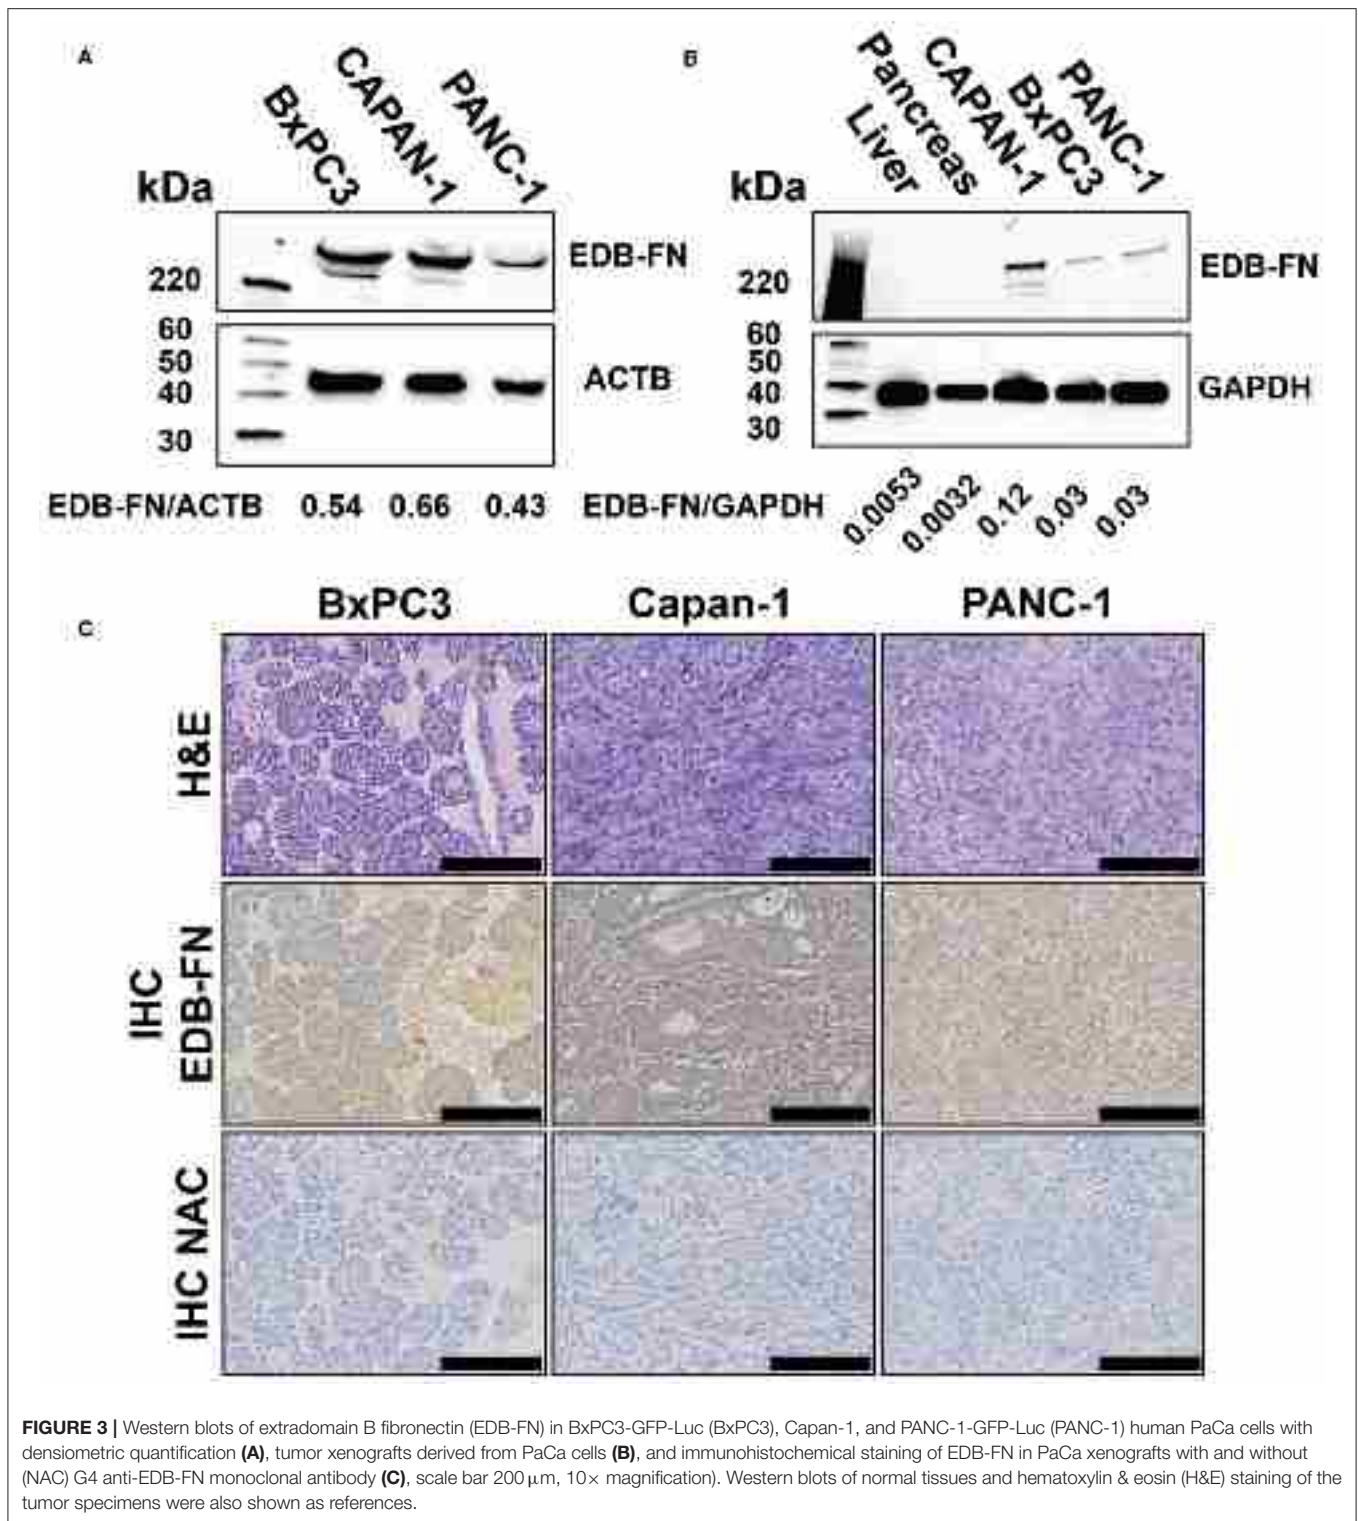 A
BxPC3 CAPAN-1 PANC-1
kDa
220
EDB-FN
60
50
40
30
ACTB
EDB-FN/ACTB 0.54 0.66 0.43
B
Liver Pancreas CAPAN-1 BxPC3 PANC-1
kDa
220
EDB-FN
60
50
40
30
GAPDH
EDB-FN/GAPDH 0.0053 0.0032 0.12 0.03 0.03
C
BxPC3 Capan-1 PANC-1
H&E
IHC
EDB-FN
IHC NAC
FIGURE 3 | Western blots of extradomain B fibronectin (EDB-FN) in BxPC3-GFP-Luc (BxPC3), Capan-1, and PANC-1-GFP-Luc (PANC-1) human PaCa cells with
densiometric quantification (A), tumor xenografts derived from PaCa cells (B), and immunohistochemical staining of EDB-FN in PaCa xenografts with and without
(NAC) G4 anti-EDB-FN monoclonal antibody (C), scale bar 200 μm, 10× magnification). Western blots of normal tissues and hematoxylin & eosin (H&E) staining of the
tumor specimens were also shown as references.